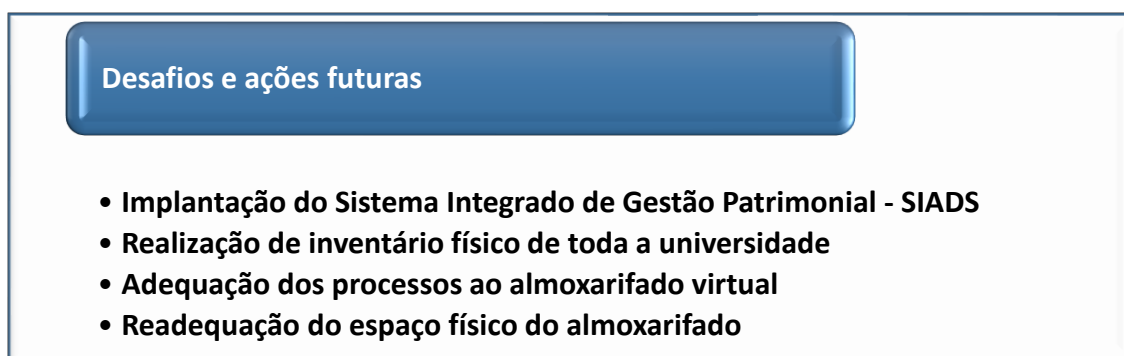 Desafios e ações futuras
• Implantação do Sistema Integrado de Gestão Patrimonial - SIADS
• Realização de inventário físico de toda a universidade
• Adequação dos processos ao almoxarifado virtual
• Readequação do espaço físico do almoxarifado